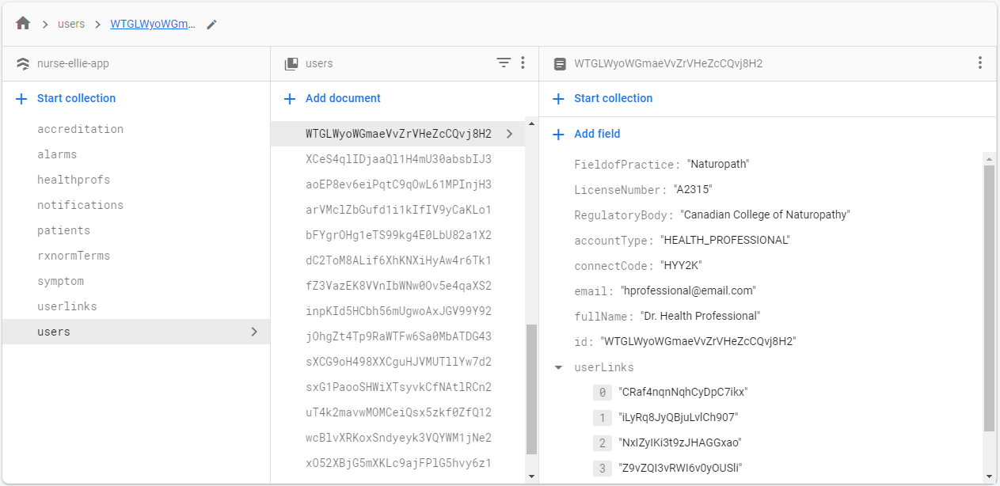 users
WTGLWyoWGm...
nurse-ellie-app
Start collection
accreditation
alarms
healthprofs
notifications
patients
rxnormTerms
symptom
userlinks
users
users
Add document
WTGLWyoWGmaeVvZrVHeZcCQvj8H2
XCeS4qlIDjaaQl1H4mU30absbIJ3
aoEP8ev6eiPqtC9qOwL61MPInjH3
arVMclZbGufd1i1kIfIV9yCaKLo1
bFYgrOHg1eTS99kg4E0LbU82a1X2
dC2ToM8ALif6XhKNXiHyAw4r6Tk1
fZ3VazEK8VVnIbWNw0Ov5e4qaXS2
inpKId5HCbh56mUgwoAxJGV99Y92
jOhgZt4Tp9RaWTFw6Sa0MbATDG43
sXCG9oH498XXCguHJVMUTllYw7d2
sxG1PaooSHWiXTsyvkCfNAtlRCn2
uT4k2mavwMOMCeiQsx5zkf0ZfQ12
wcBlvXRKoxSndyeyk3VQYWM1jNe2
xO52XBjG5mXKLc9ajFPlG5hvy6z1
WTGLWyoWGmaeVvZrVHeZcCQvj8H2
Start collection
Add field
FieldofPractice: "Naturopath"
LicenseNumber: "A2315"
RegulatoryBody: "Canadian College of Naturopathy"
accountType: "HEALTH_PROFESSIONAL"
connectCode: "HYY2K"
email: "hprofessional@email.com"
fullName: "Dr. Health Professional"
id: "WTGLWyoWGmaeVvZrVHeZcCQvj8H2"
userLinks
0 "CRaf4nqnNqhCyDpC7ikx"
1 "iLyRq8JyQBjuLvlCh907"
2 "NxIZyIKi3t9zJHAGGxao"
3 "Z9vZQI3vRWI6v0yOUSli"